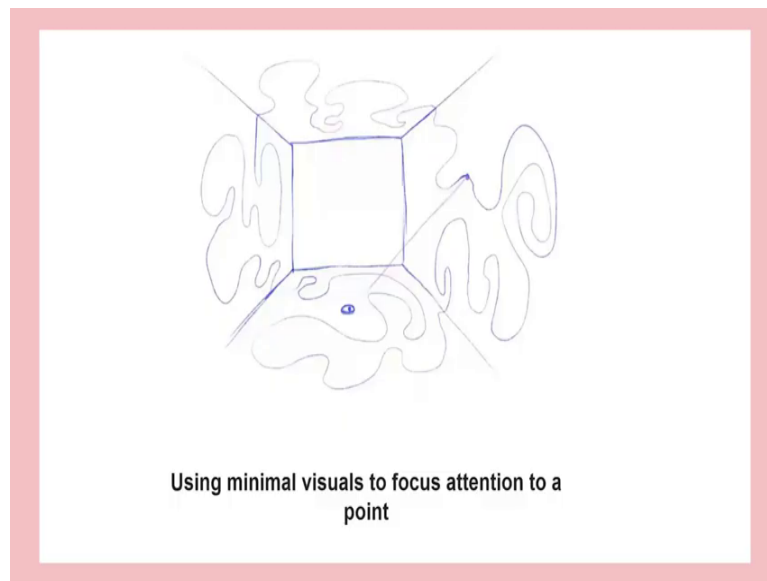 Using minimal visuals to focus attention to a
point